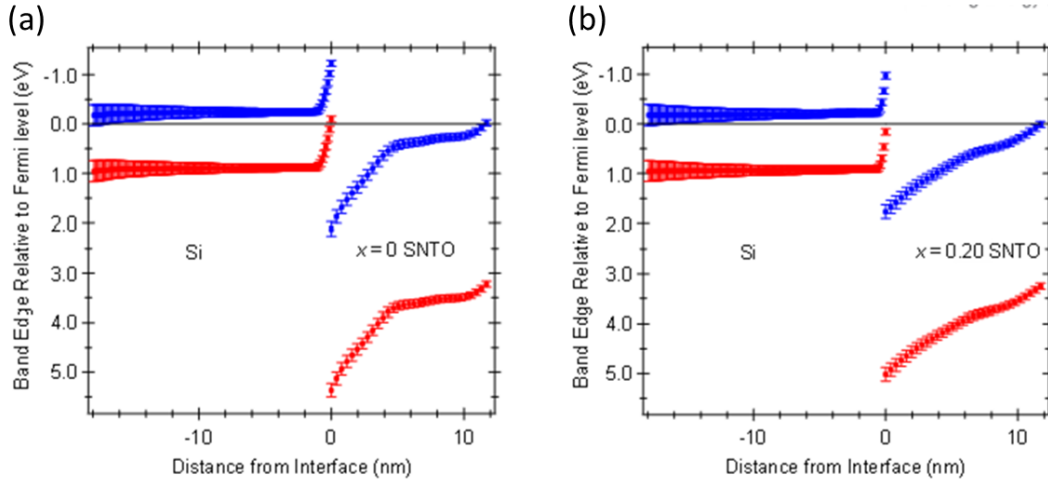 (a)
(b)
Band Edge Relative to Fermi level (eV)
-1.0
0.0
1.0
2.0
3.0
4.0
5.0
Si
x = 0 SNTO
-10
0
10
Distance from Interface (nm)
Band Edge Relative to Fermi level (eV)
-1.0
0.0
1.0
2.0
3.0
4.0
5.0
Si
x = 0.20 SNTO
-10
0
10
Distance from Interface (nm)